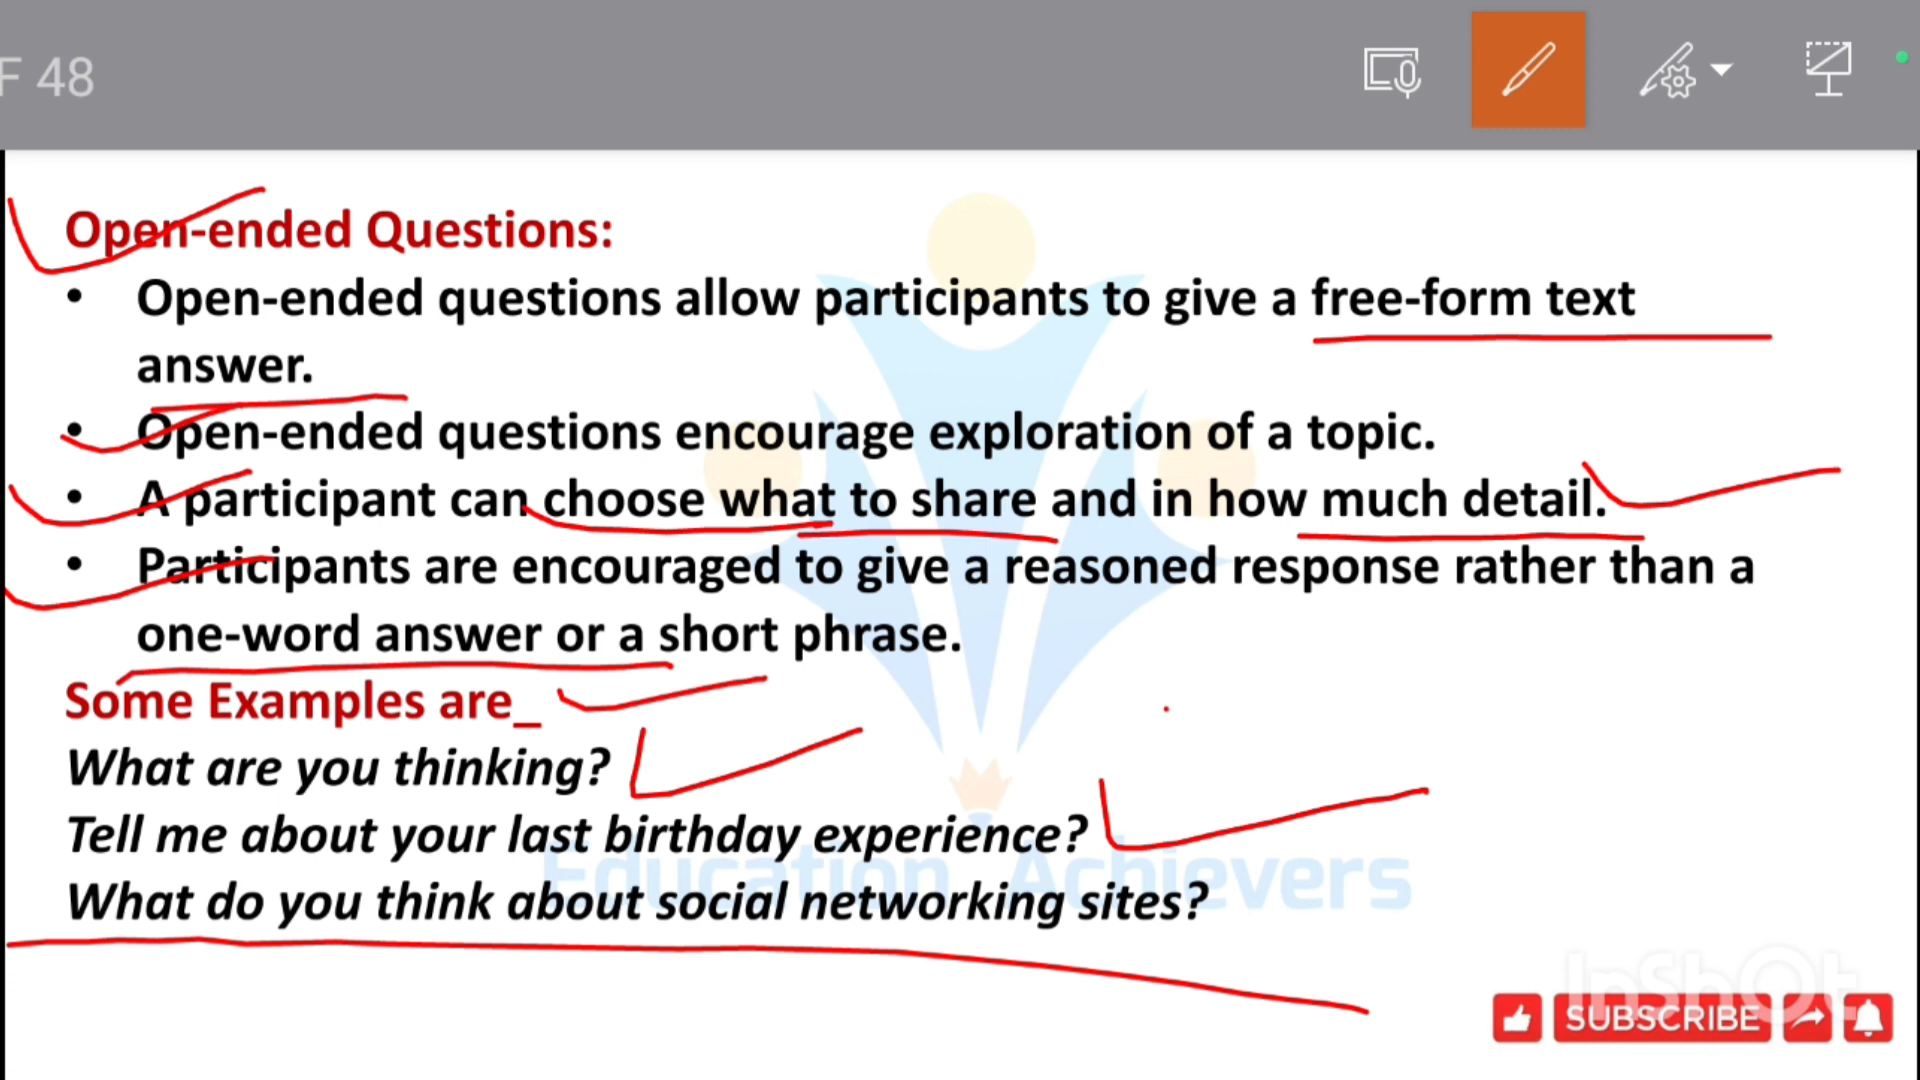 F 48
Open-ended Questions:
• Open-ended questions allow participants to give a free-form text
answer.
• Open-ended questions encourage exploration of a topic.
• A participant can choose what to share and in how much detail.
• Participants are encouraged to give a reasoned response rather than a
one-word answer or a short phrase.
Some Examples are_
What are you thinking?
Tell me about your last birthday experience?
Education Achievers
What do you think about social networking sites?
InShOt
SUBSCRIBE